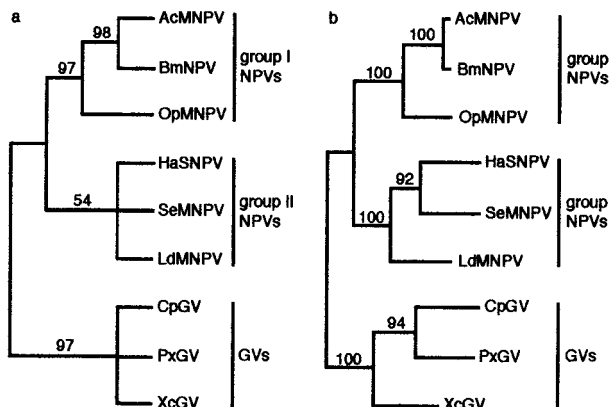 a
AcMNPV
98
BmNPV
97
OpMNPV
group I
NPVs
HaSNPV
54
SeMNPV
LdMNPV
group II
NPVs
CpGV
97
PxGV
XcGV
GVs
b
AcMNPV
100
BmNPV
100
OpMNPV
group
NPVs
HaSNPV
92
SeMNPV
100
LdMNPV
group
NPVs
CpGV
94
PxGV
100
XcGV
GVs